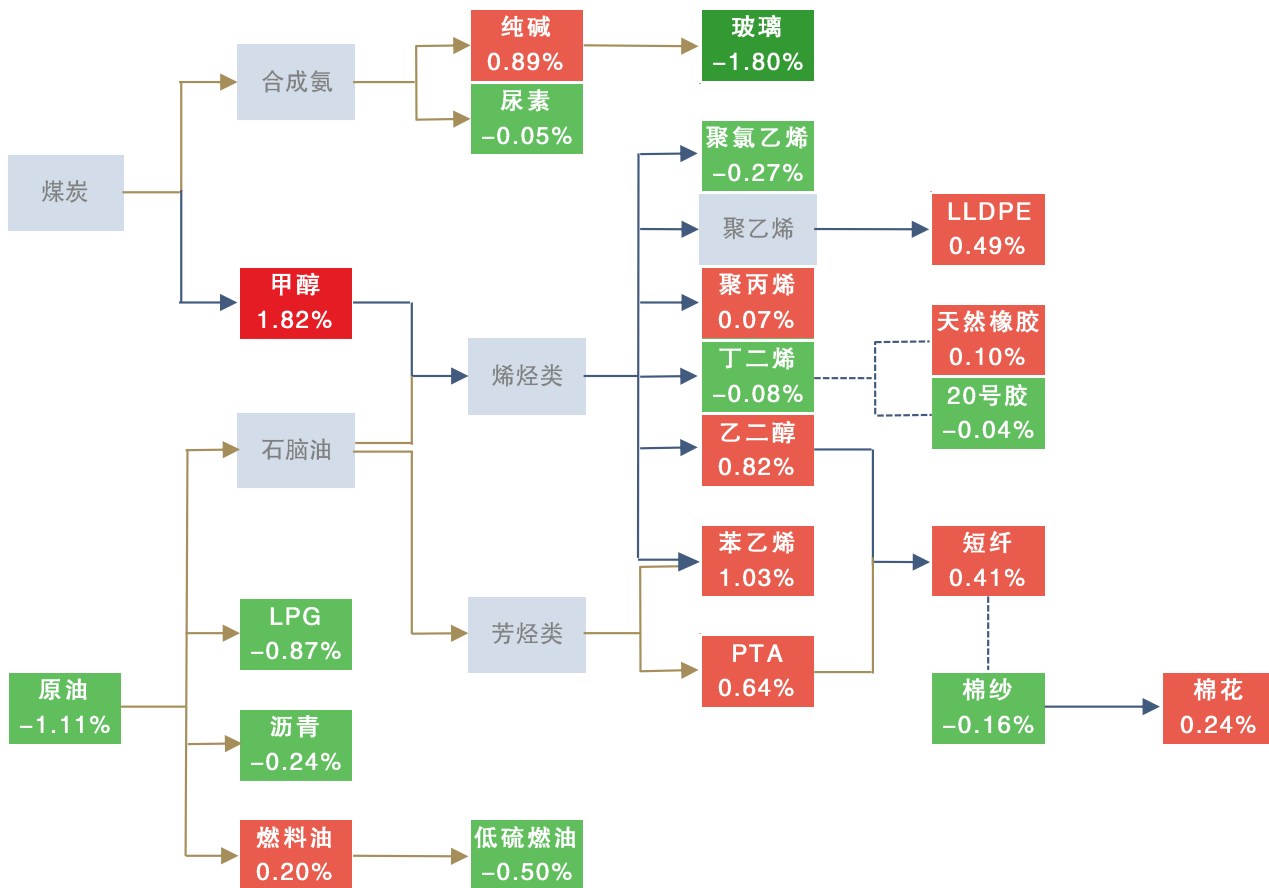 纯碱
0.89%
玻璃
-1.80%
合成氨
尿素
-0.05%
聚氯乙烯
-0.27%
煤炭
聚乙烯
LLDPE
0.49%
甲醇
1.82%
聚丙烯
0.07%
天然橡胶
0.10%
烯烃类
丁二烯
-0.08%
20号胶
-0.04%
石脑油
乙二醇
0.82%
苯乙烯
1.03%
短纤
0.41%
LPG
-0.87%
芳烃类
PTA
0.64%
原油
-1.11%
棉纱
-0.16%
棉花
0.24%
沥青
-0.24%
燃料油
0.20%
低硫燃油
-0.50%